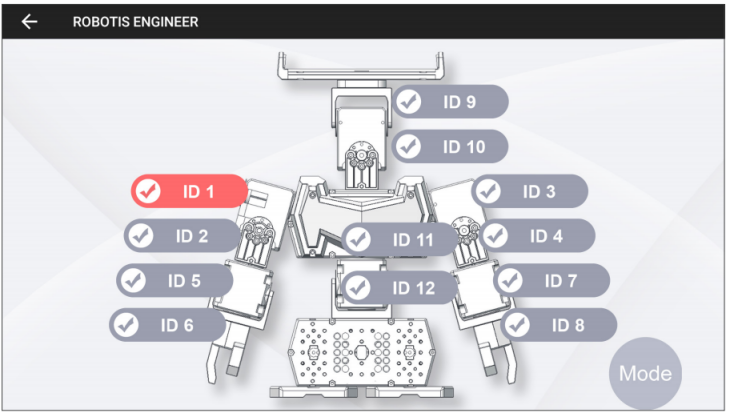 ROBOTIS ENGINEER
ID 9
ID 10
ID 1
ID 3
ID 2
ID 11
ID 4
ID 5
ID 12
ID 7
ID 6
ID 8
Mode